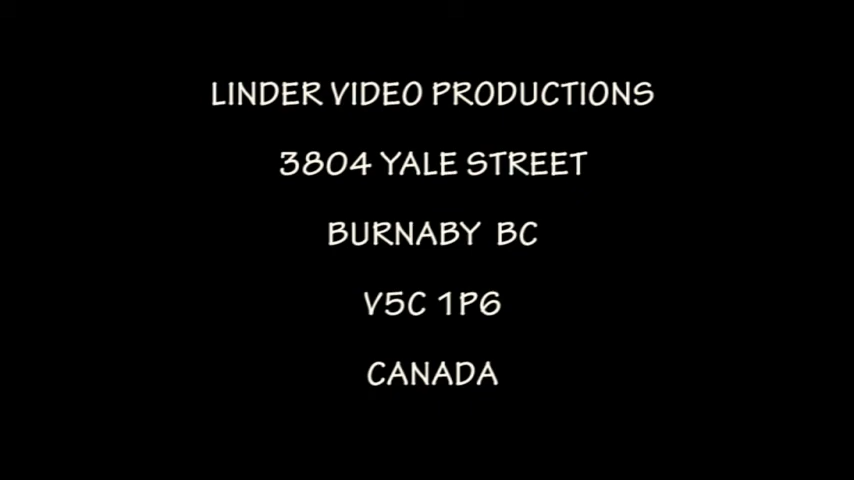 LINDER VIDEO PRODUCTIONS
3804 YALE STREET
BURNABY BC
V5C 1P6
CANADA